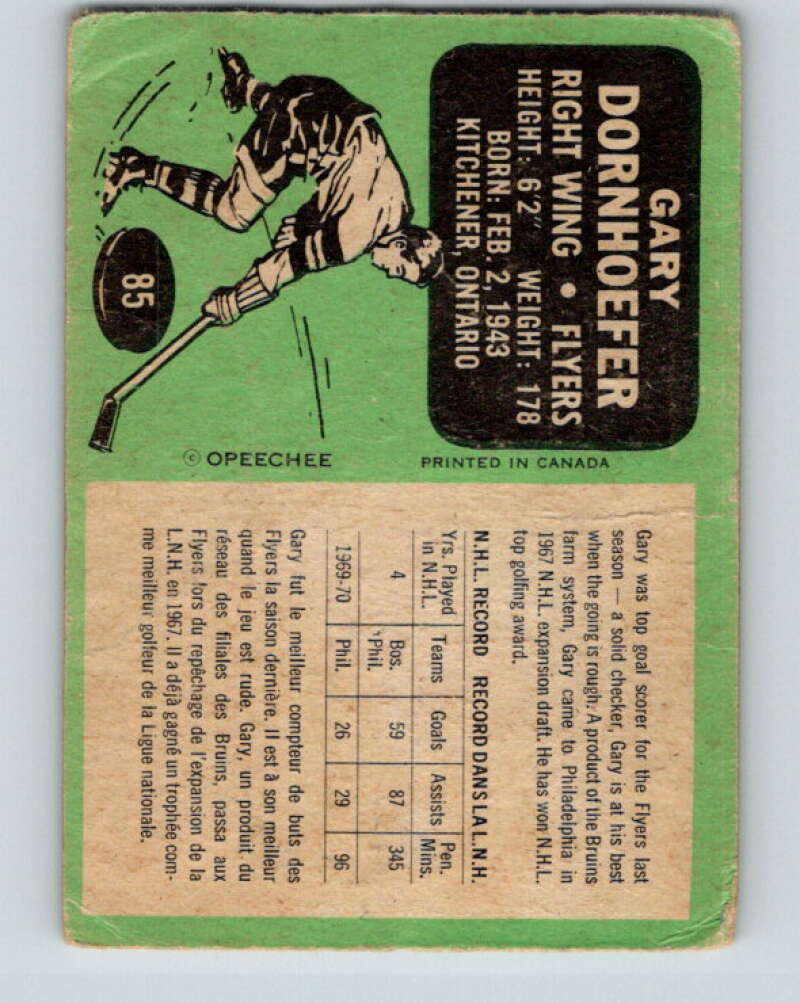 GARY
DORNHOEFER
RIGHT WING • FLYERS
HEIGHT: 6'2" WEIGHT: 178
BORN: FEB. 2, 1943
KITCHENER, ONTARIO
85
© OPEECHEE
PRINTED IN CANADA
Gary was top goal scorer for the Flyers last
season — a solid checker, Gary is at his best
when the going is rough. A product of the Bruins
farm system, Gary came to Philadelphia in
1967 N.H.L. expansion draft. He has won N.H.L.
top golfing award.
N.H.L. RECORD RECORD DANS LA L.N.H.
Yrs. Played in N.H.L. Teams Goals Assists Pen. Mins.
4 Bos. Phil. 59 87 345
1969-70 Phil. 26 29 96
Gary fut le meilleur compteur de buts des
Flyers la saison dernière. Il est à son meilleur
quand le jeu est rude. Gary, un produit du
réseau des filiales des Bruins, passa aux
Flyers lors du repêchage de l'expansion de la
L.N.H. en 1967. Il a déjà gagné un trophée com-
me meilleur golfeur de la Ligue nationale.